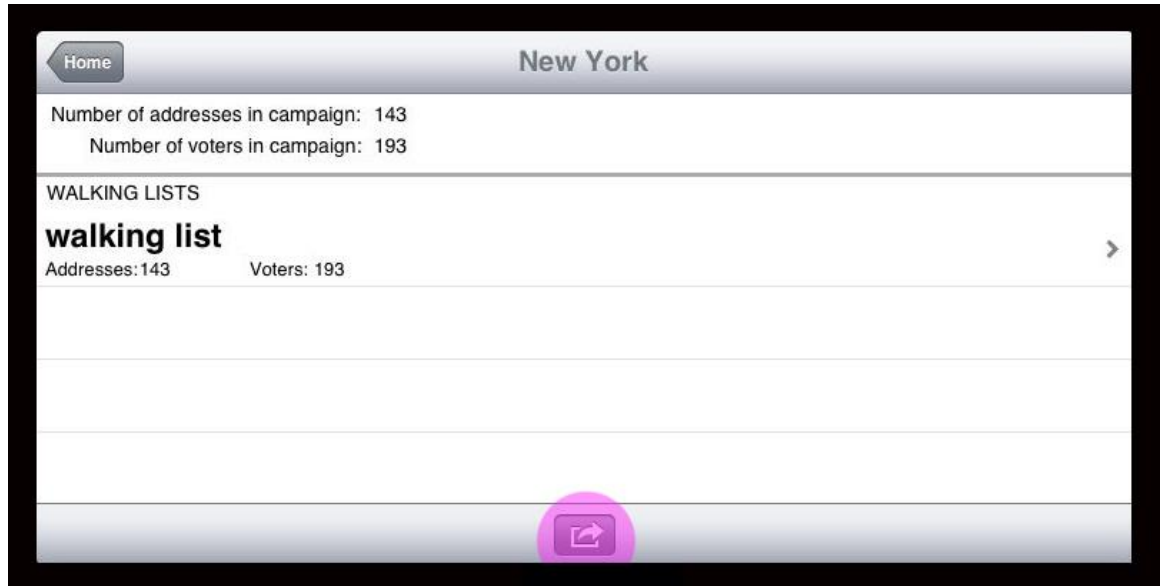 Home
New York
Number of addresses in campaign: 143
Number of voters in campaign: 193
WALKING LISTS
walking list
Addresses:143 Voters: 193